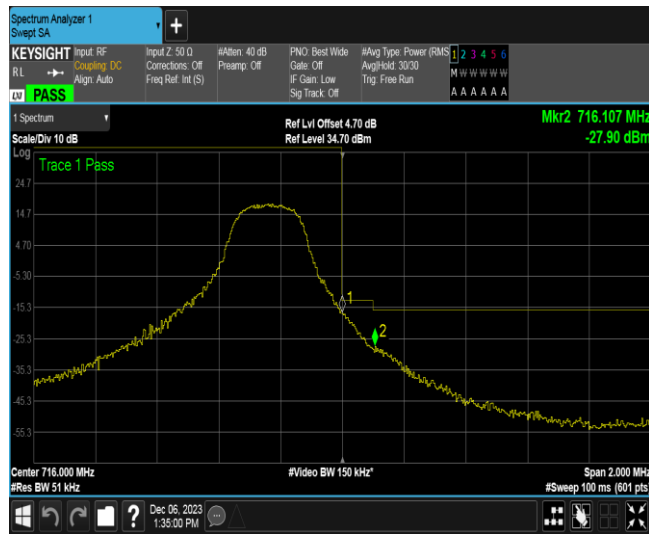 Spectrum Analyzer 1
Swept SA
KEYSIGHT
RL
LXI PASS
Input: RF
Coupling: DC
Align: Auto
Input Z: 50 Ω
Corrections: Off
Freq Ref: Int (S)
#Atten: 40 dB
Preamp: Off
PNO: Best Wide
Gate: Off
IF Gain: Low
Sig Track: Off
#Avg Type: Power (RMS
Avg|Hold: 30/30
Trig: Free Run
1 2 3 4 5 6
M W W W W W
A A A A A A
1 Spectrum
Scale/Div 10 dB
Ref Lvl Offset 4.70 dB
Ref Level 34.70 dBm
Mkr2 716.107 MHz
-27.90 dBm
Log
Trace 1 Pass
24.7
14.7
4.70
-5.30
-15.3
-25.3
-35.3
-45.3
-55.3
1
2
Center 716.000 MHz
#Res BW 51 kHz
#Video BW 150 kHz*
Span 2.000 MHz
#Sweep 100 ms (601 pts)
?
Dec 06, 2023
1:35:00 PM